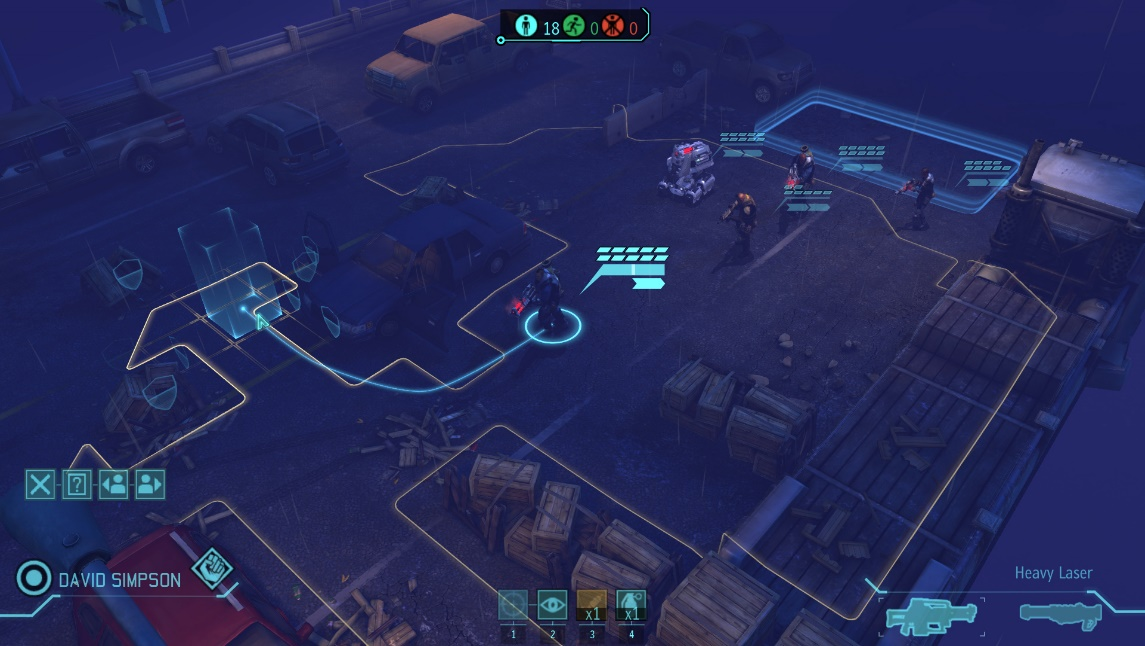 18 0 0
?
DAVID SIMPSON
Heavy Laser
x1 x1
1 2 3 4